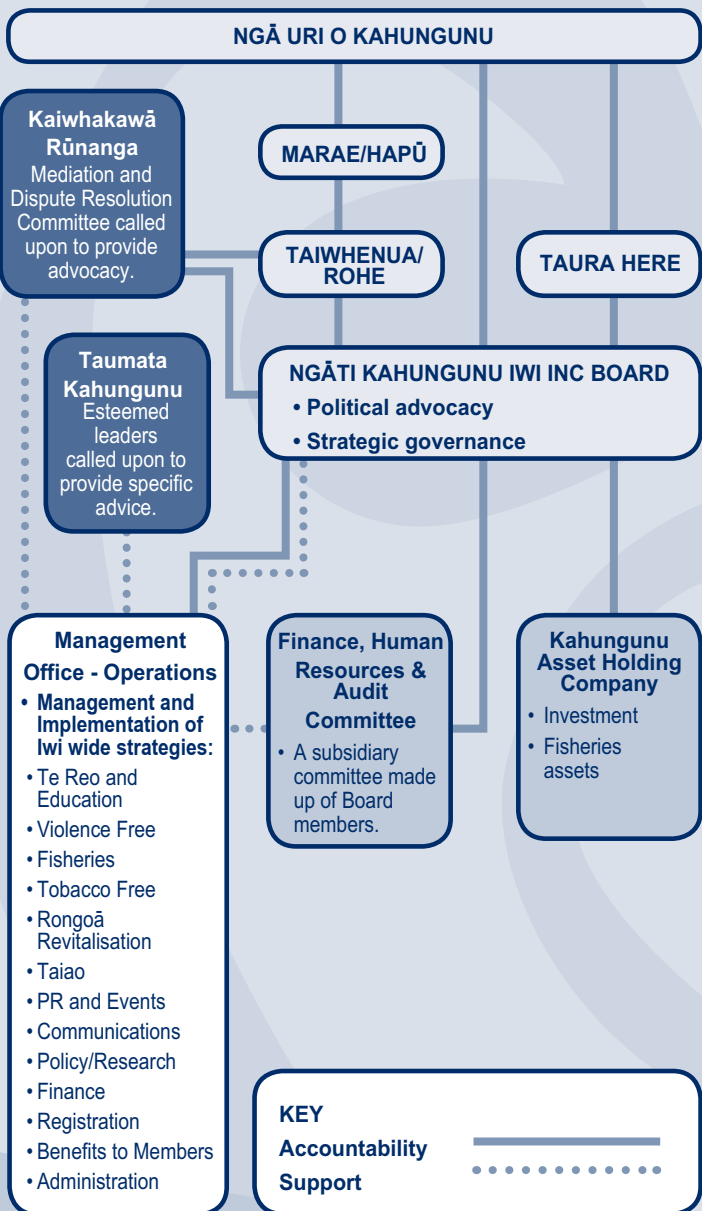 NGĀ URI O KAHUNGUNU
Kaiwhakawā
Rūnanga
Mediation and
Dispute Resolution
Committee called
upon to provide
advocacy.
MARAE/HAPŪ
TAIWHENUA/
ROHE
TAURA HERE
Taumata
Kahungunu
Esteemed
leaders
called upon to
provide specific
advice.
NGĀTI KAHUNGUNU IWI INC BOARD
• Political advocacy
• Strategic governance
Management
Office - Operations
• Management and
Implementation of
Iwi wide strategies:
• Te Reo and
Education
• Violence Free
• Fisheries
• Tobacco Free
• Rongoā
Revitalisation
• Taiao
• PR and Events
• Communications
• Policy/Research
• Finance
• Registration
• Benefits to Members
• Administration
Finance, Human
Resources &
Audit
Committee
• A subsidiary
committee made
up of Board
members.
Kahungunu
Asset Holding
Company
• Investment
• Fisheries
assets
KEY
Accountability
Support